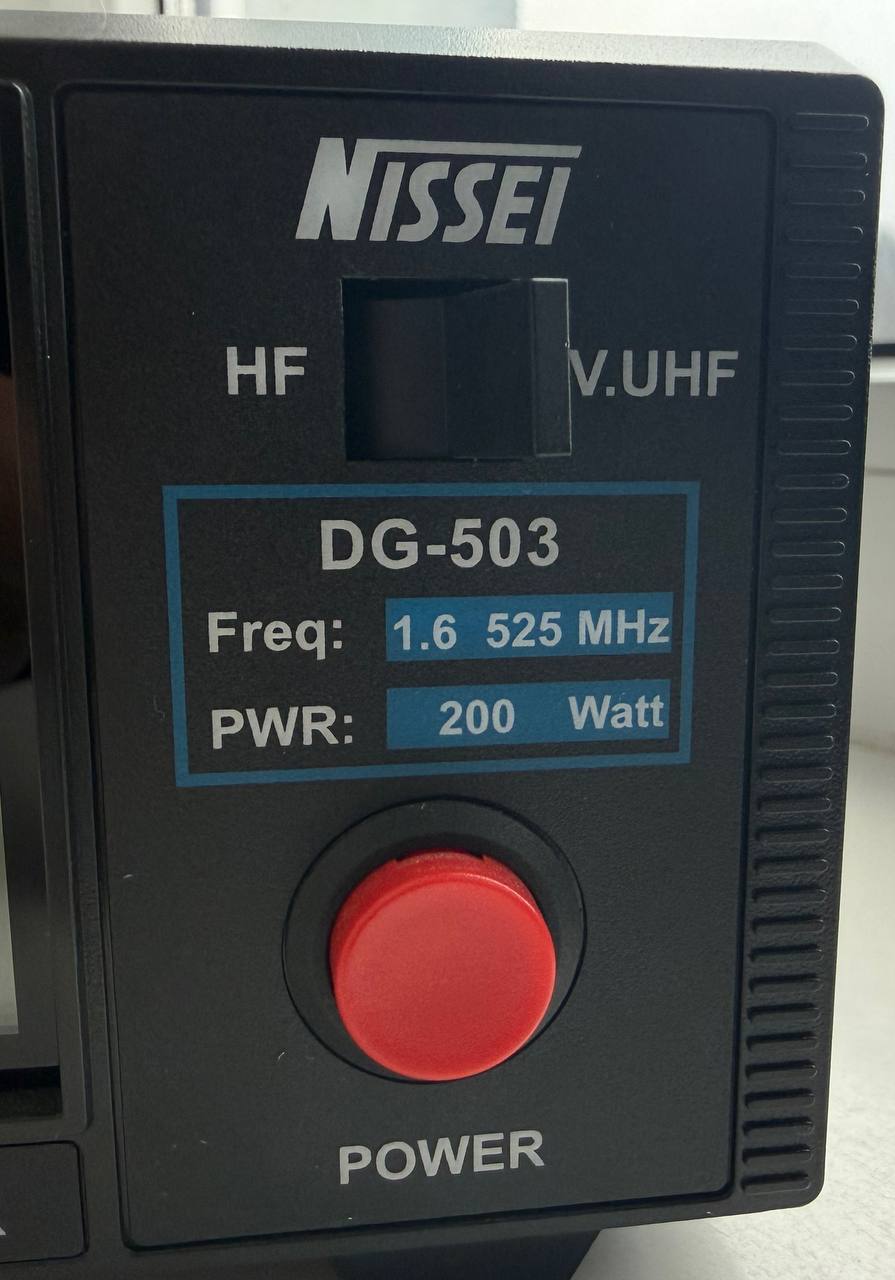 NISSEI
HF V.UHF
DG-503
Freq: 1.6 525 MHz
PWR: 200 Watt
POWER